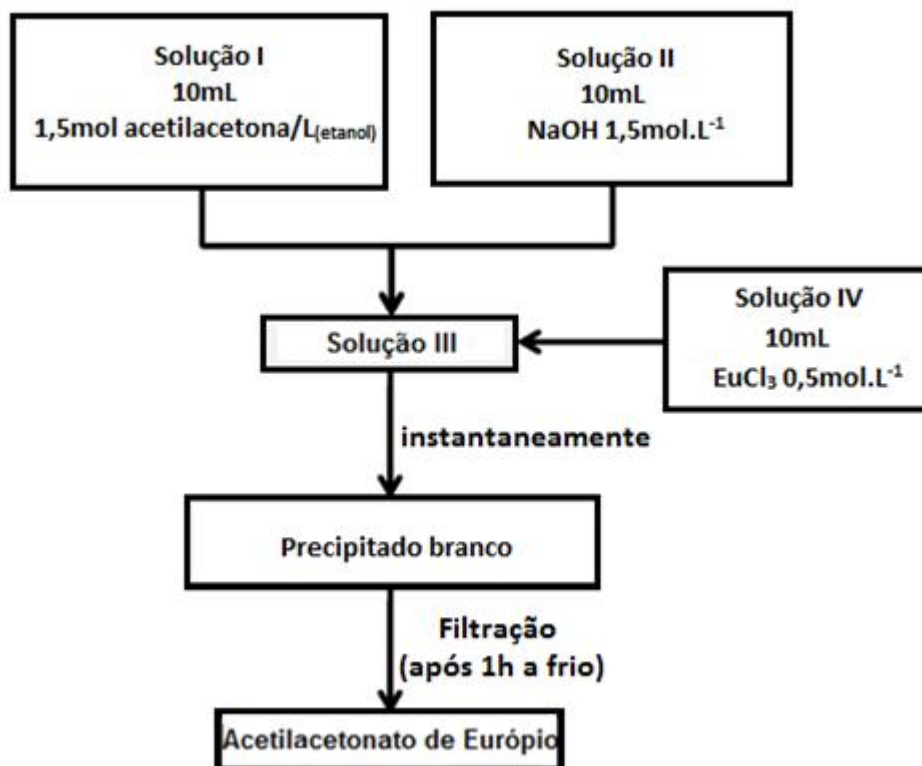 Solução I
10mL
1,5mol acetilacetona/L(etanol)
Solução II
10mL
NaOH 1,5mol.L⁻¹
Solução III
Solução IV
10mL
EuCl₃ 0,5mol.L⁻¹
instantaneamente
Precipitado branco
Filtração
(após 1h a frio)
Acetilacetonato de Európio